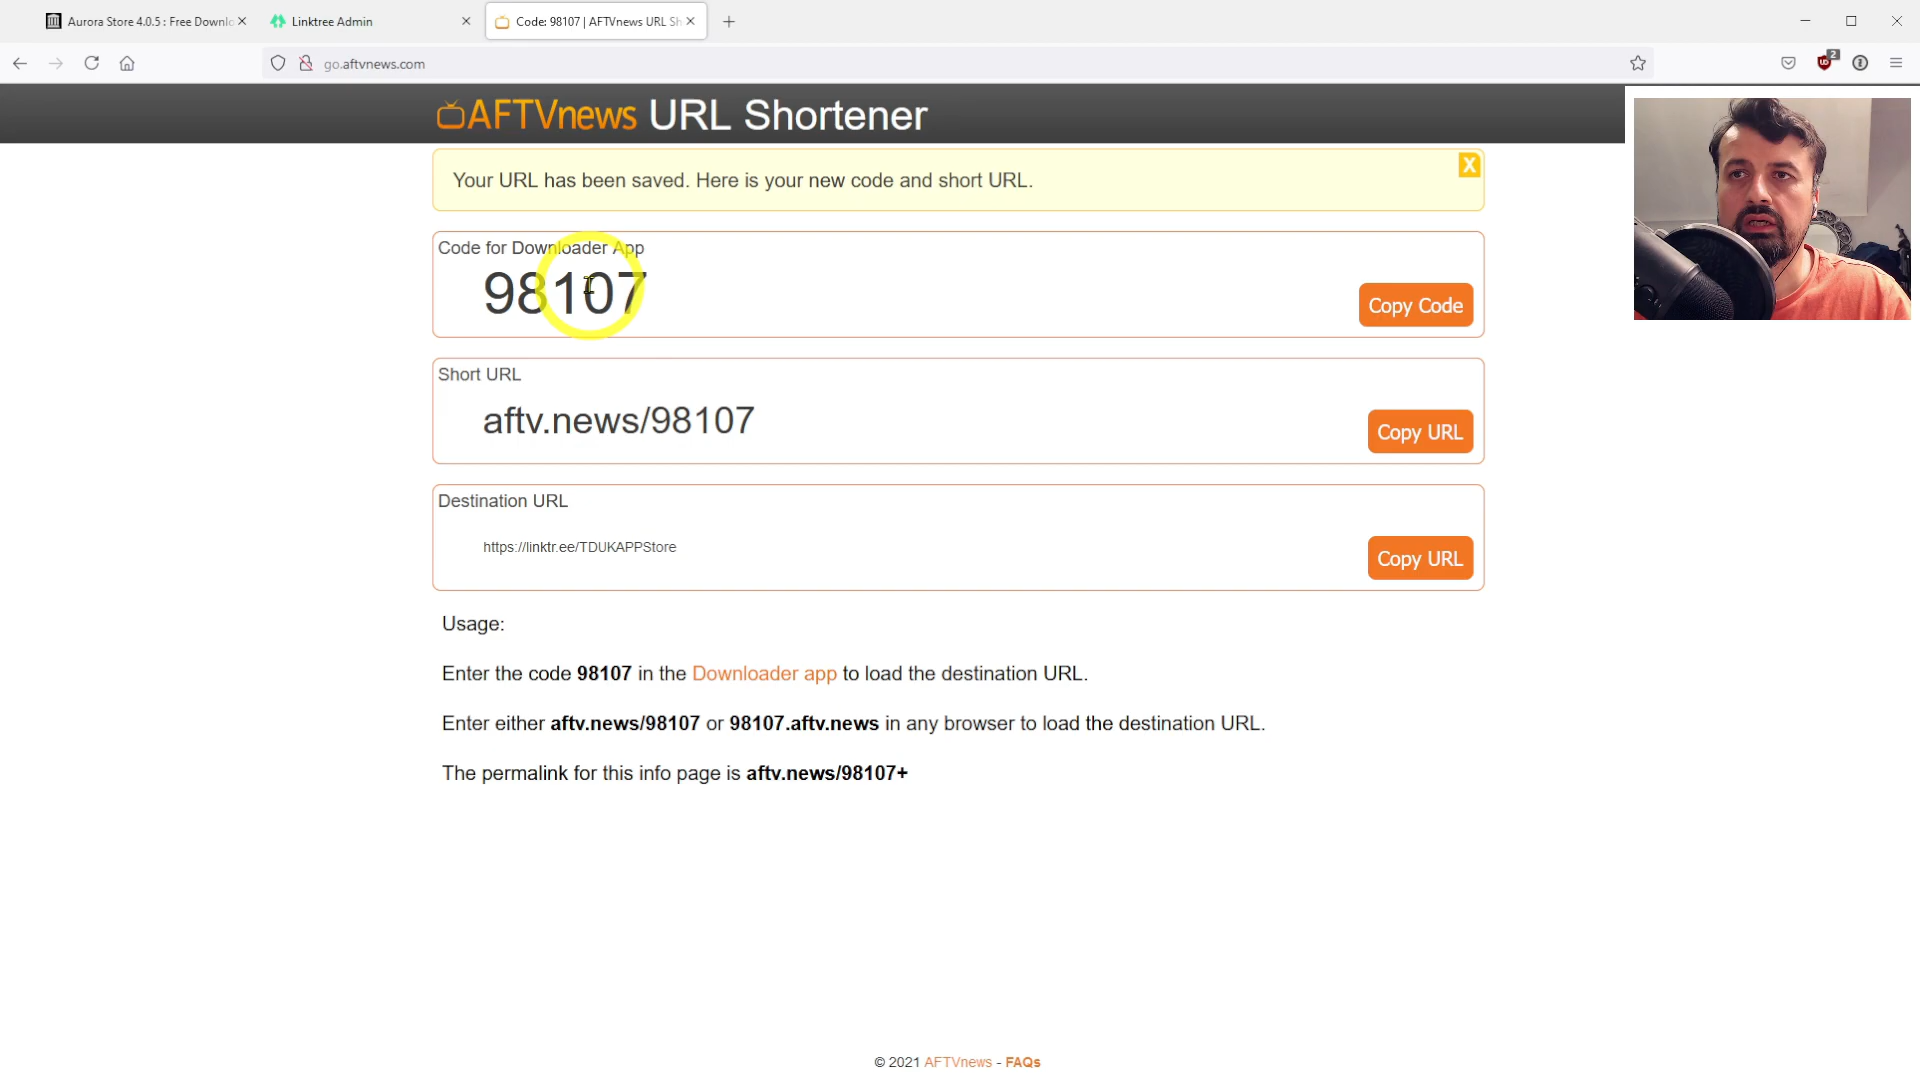 Aurora Store 4.0.5 : Free Downlo
Linktree Admin
Code: 98107 | AFTVnews URL Sh
go.aftvnews.com
2
AFTVnews URL Shortener
Your URL has been saved. Here is your new code and short URL.
X
Code for Downloader App
98107
Copy Code
Short URL
aftv.news/98107
Copy URL
Destination URL
https://linktr.ee/TDUKAPPStore
Copy URL
Usage:
Enter the code 98107 in the Downloader app to load the destination URL.
Enter either aftv.news/98107 or 98107.aftv.news in any browser to load the destination URL.
The permalink for this info page is aftv.news/98107+
© 2021 AFTVnews - FAQs